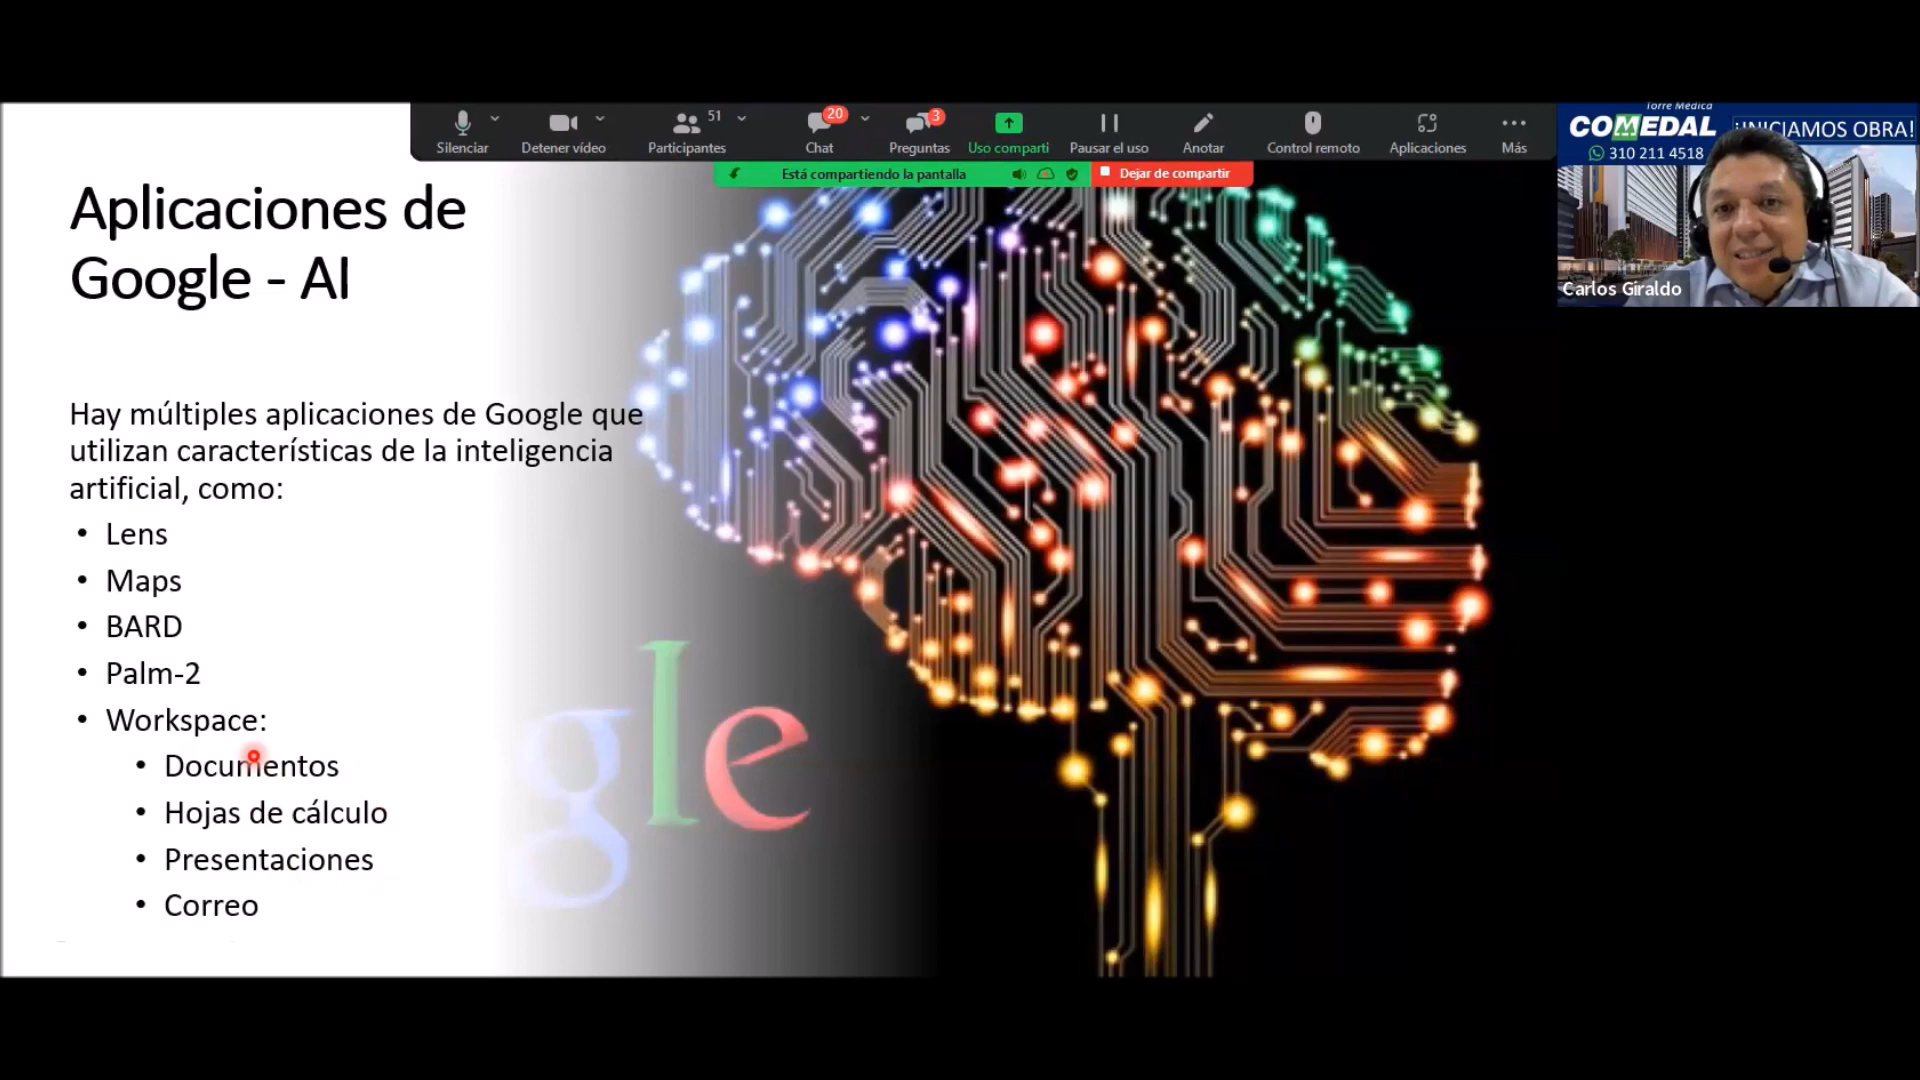 Silenciar
Detener vídeo
51
Participantes
20
Chat
3
Preguntas
Uso comparti
Pausar el uso
Anotar
Control remoto
Aplicaciones
Más
Está compartiendo la pantalla
Dejar de compartir
Torre Médica
COMEDAL
¡INICIAMOS OBRA!
310 211 4518
Carlos Giraldo
Aplicaciones de
Google - AI
Hay múltiples aplicaciones de Google que
utilizan características de la inteligencia
artificial, como:
• Lens
• Maps
• BARD
• Palm-2
• Workspace:
• Documentos
• Hojas de cálculo
• Presentaciones
• Correo
gle